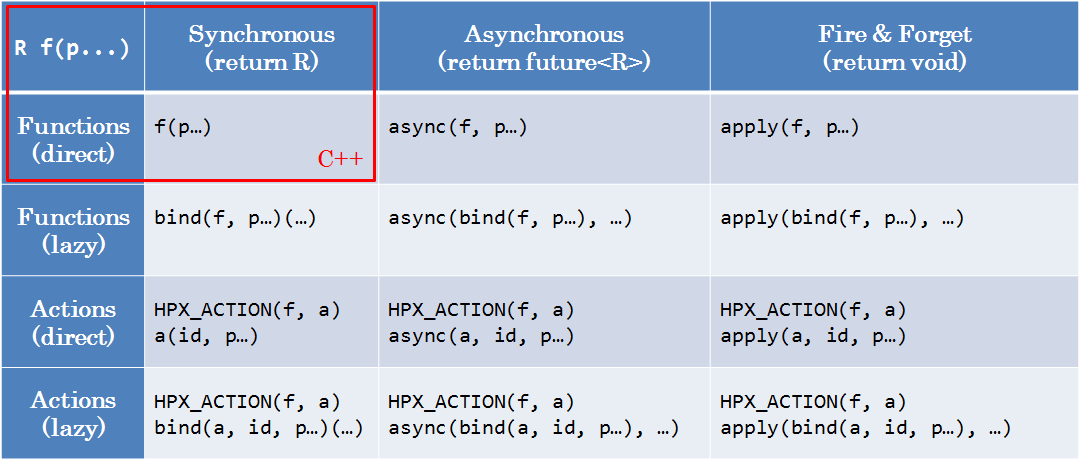 R f(p...)
Synchronous
(return R)
Asynchronous
(return future<R>)
Fire & Forget
(return void)
Functions
(direct)
f(p…)
C++
async(f, p…)
apply(f, p…)
Functions
(lazy)
bind(f, p…)(…)
async(bind(f, p…), …)
apply(bind(f, p…), …)
Actions
(direct)
HPX_ACTION(f, a)
a(id, p…)
HPX_ACTION(f, a)
async(a, id, p…)
HPX_ACTION(f, a)
apply(a, id, p…)
Actions
(lazy)
HPX_ACTION(f, a)
bind(a, id, p…)(…)
HPX_ACTION(f, a)
async(bind(a, id, p…), …)
HPX_ACTION(f, a)
apply(bind(a, id, p…), …)